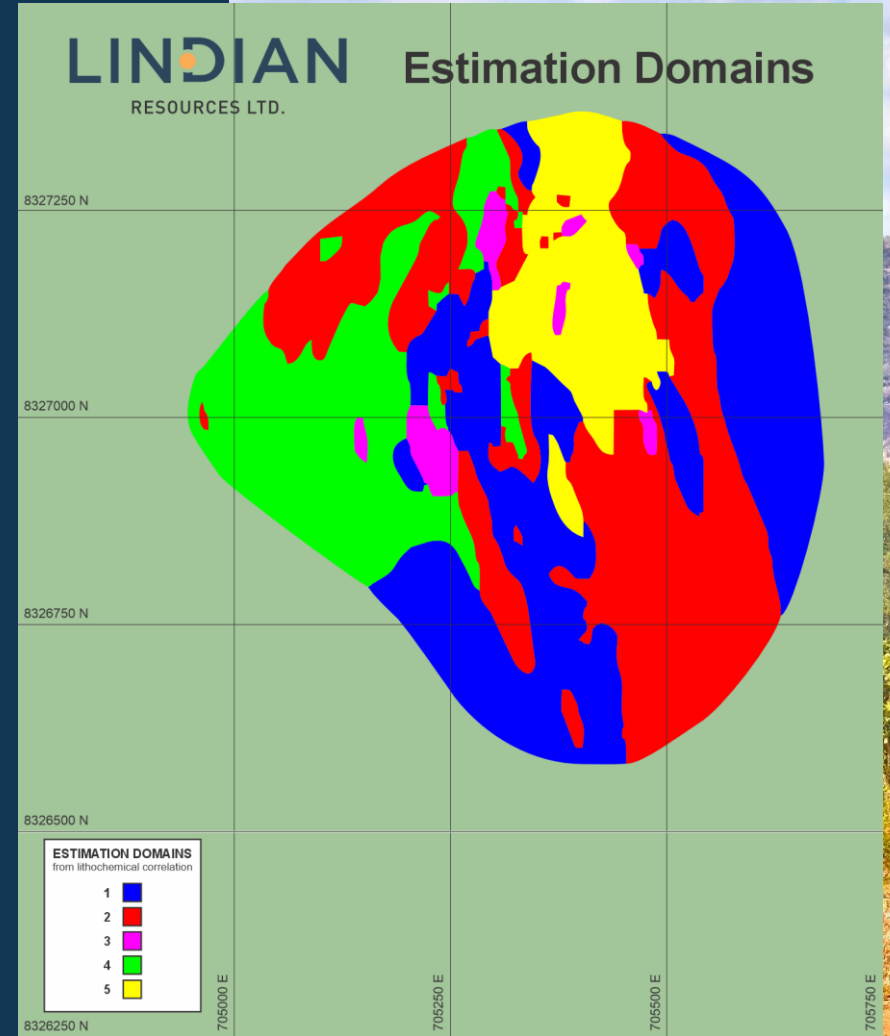 LINDIAN
RESOURCES LTD.
Estimation Domains
8327250 N
8327000 N
8326750 N
8326500 N
ESTIMATION DOMAINS
from lithochemical correlation
1
2
3
4
5
8326250 N
705000 E
705250 E
705500 E
705750 E